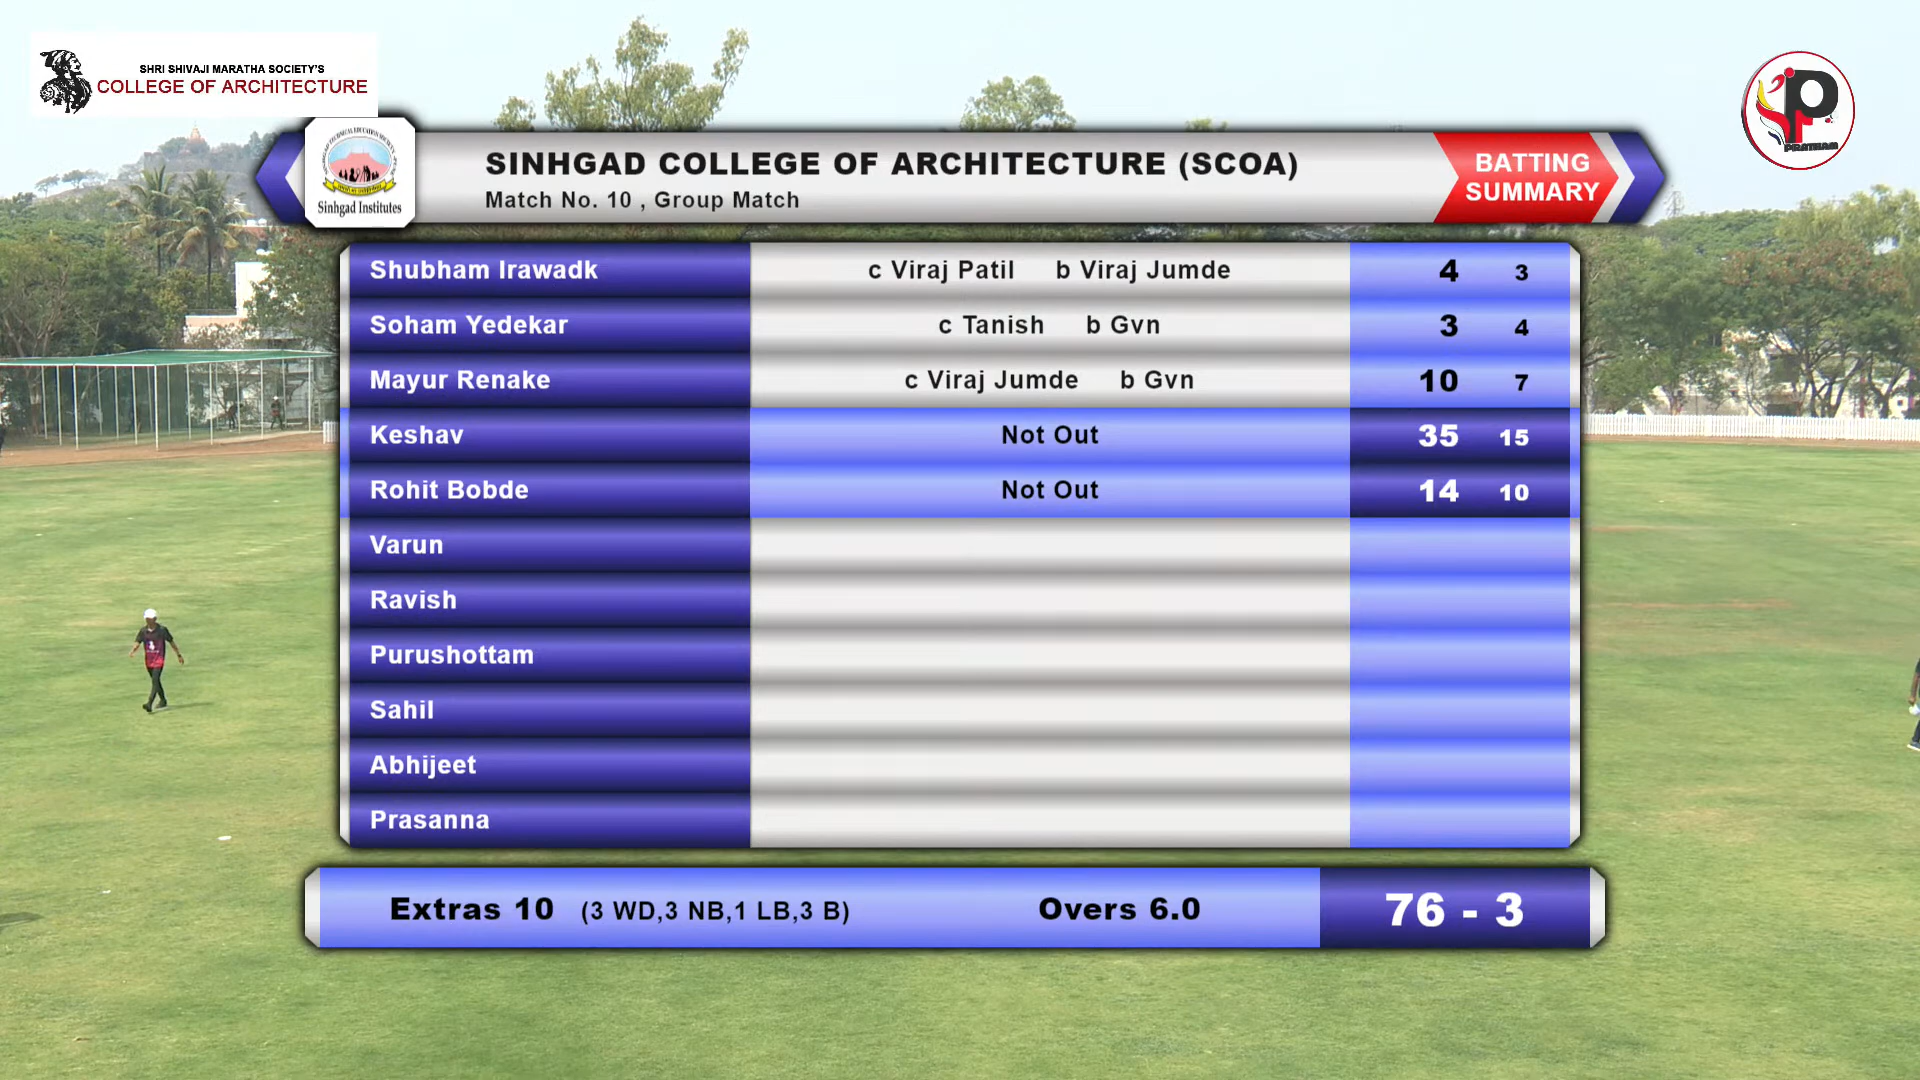 SHRI SHIVAJI MARATHA SOCIETY'S
COLLEGE OF ARCHITECTURE
Sinhgad Institutes
SINHGAD COLLEGE OF ARCHITECTURE (SCOA)
Match No. 10 , Group Match
BATTING
SUMMARY
PRATHAM
Shubham Irawadk c Viraj Patil b Viraj Jumde 4 3
Soham Yedekar c Tanish b Gvn 3 4
Mayur Renake c Viraj Jumde b Gvn 10 7
Keshav Not Out 35 15
Rohit Bobde Not Out 14 10
Varun
Ravish
Purushottam
Sahil
Abhijeet
Prasanna
Extras 10 (3 WD,3 NB,1 LB,3 B) Overs 6.0 76 - 3